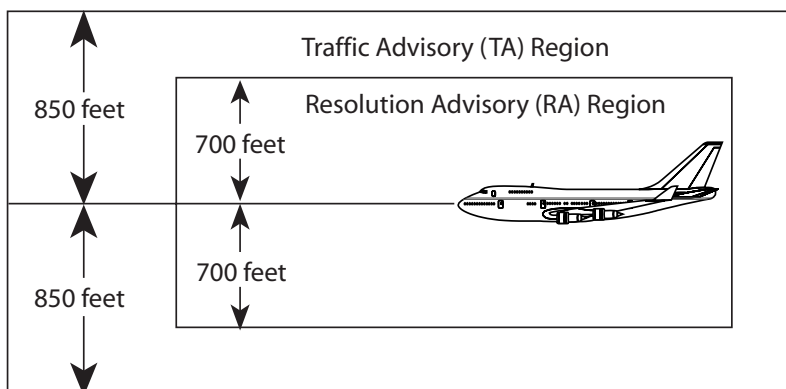 Traffic Advisory (TA) Region
850 feet
Resolution Advisory (RA) Region
700 feet
700 feet
850 feet